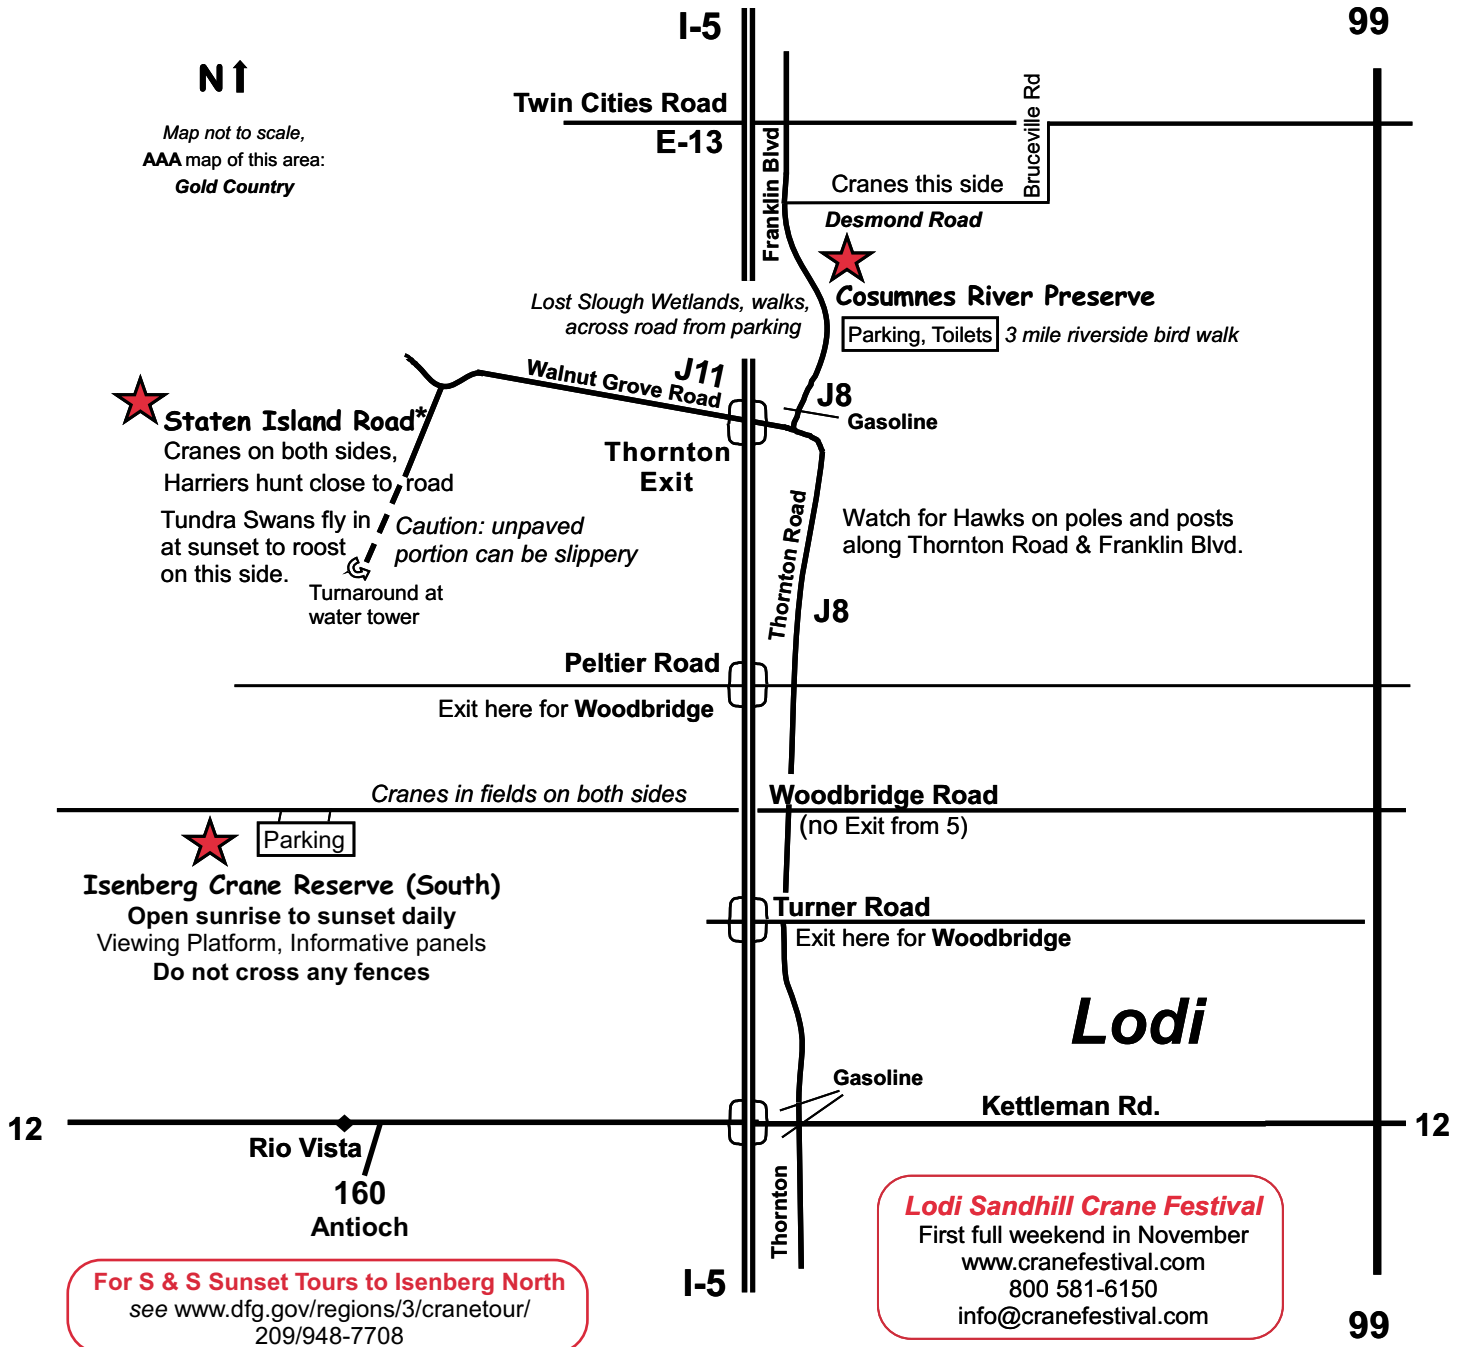 I-5
99
N
Twin Cities Road
E-13
Map not to scale,
AAA map of this area:
Gold Country
Franklin Blvd
Bruceville Rd
Cranes this side
Desmond Road
Cosumnes River Preserve
Parking, Toilets
3 mile riverside bird walk
Lost Slough Wetlands, walks,
across road from parking
J11
Walnut Grove Road
J8
Gasoline
Thornton
Exit
Staten Island Road*
Cranes on both sides,
Harriers hunt close to road
Tundra Swans fly in
at sunset to roost
on this side.
Caution: unpaved
portion can be slippery
Turnaround at
water tower
Thornton Road
Watch for Hawks on poles and posts
along Thornton Road & Franklin Blvd.
J8
Peltier Road
Exit here for Woodbridge
Cranes in fields on both sides
Woodbridge Road
(no Exit from 5)
Parking
Isenberg Crane Reserve (South)
Open sunrise to sunset daily
Viewing Platform, Informative panels
Do not cross any fences
Turner Road
Exit here for Woodbridge
Lodi
Gasoline
Kettleman Rd.
12
12
Rio Vista
160
Antioch
Thornton
I-5
99
For S & S Sunset Tours to Isenberg North
see www.dfg.gov/regions/3/cranetour/
209/948-7708
Lodi Sandhill Crane Festival
First full weekend in November
www.cranefestival.com
800 581-6150
info@cranefestival.com